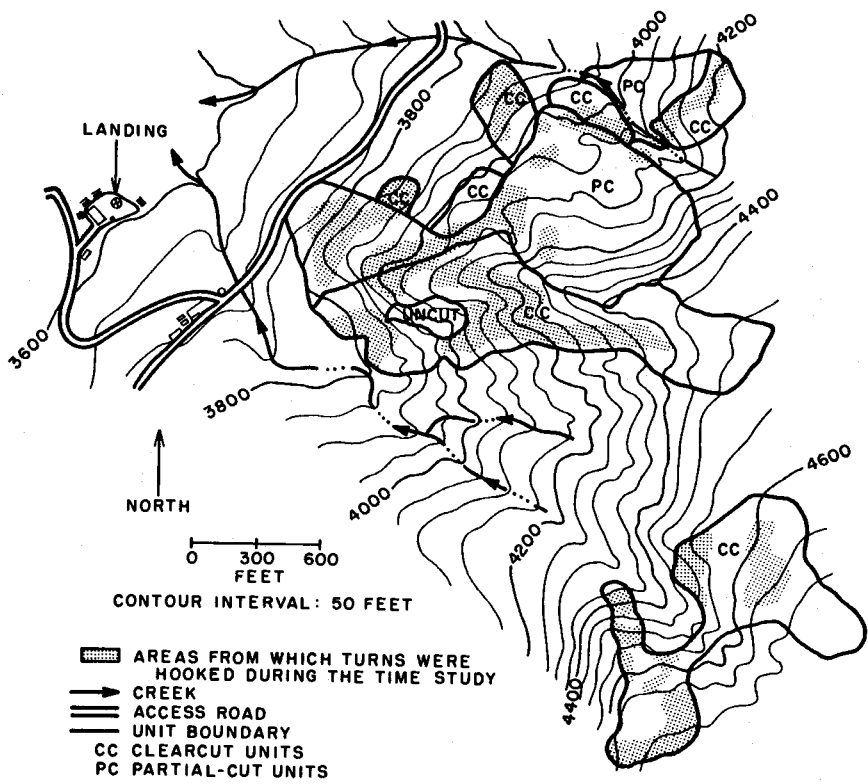 4000
4200
3800
PC
CC
CC
CC
LANDING
CC
CC
PC
4400
UNCUT
CC
3600
3800
NORTH
4000
4200
4600
CC
0 300 600
FEET
CONTOUR INTERVAL: 50 FEET
4400
AREAS FROM WHICH TURNS WERE
HOOKED DURING THE TIME STUDY
CREEK
ACCESS ROAD
UNIT BOUNDARY
CC CLEARCUT UNITS
PC PARTIAL-CUT UNITS